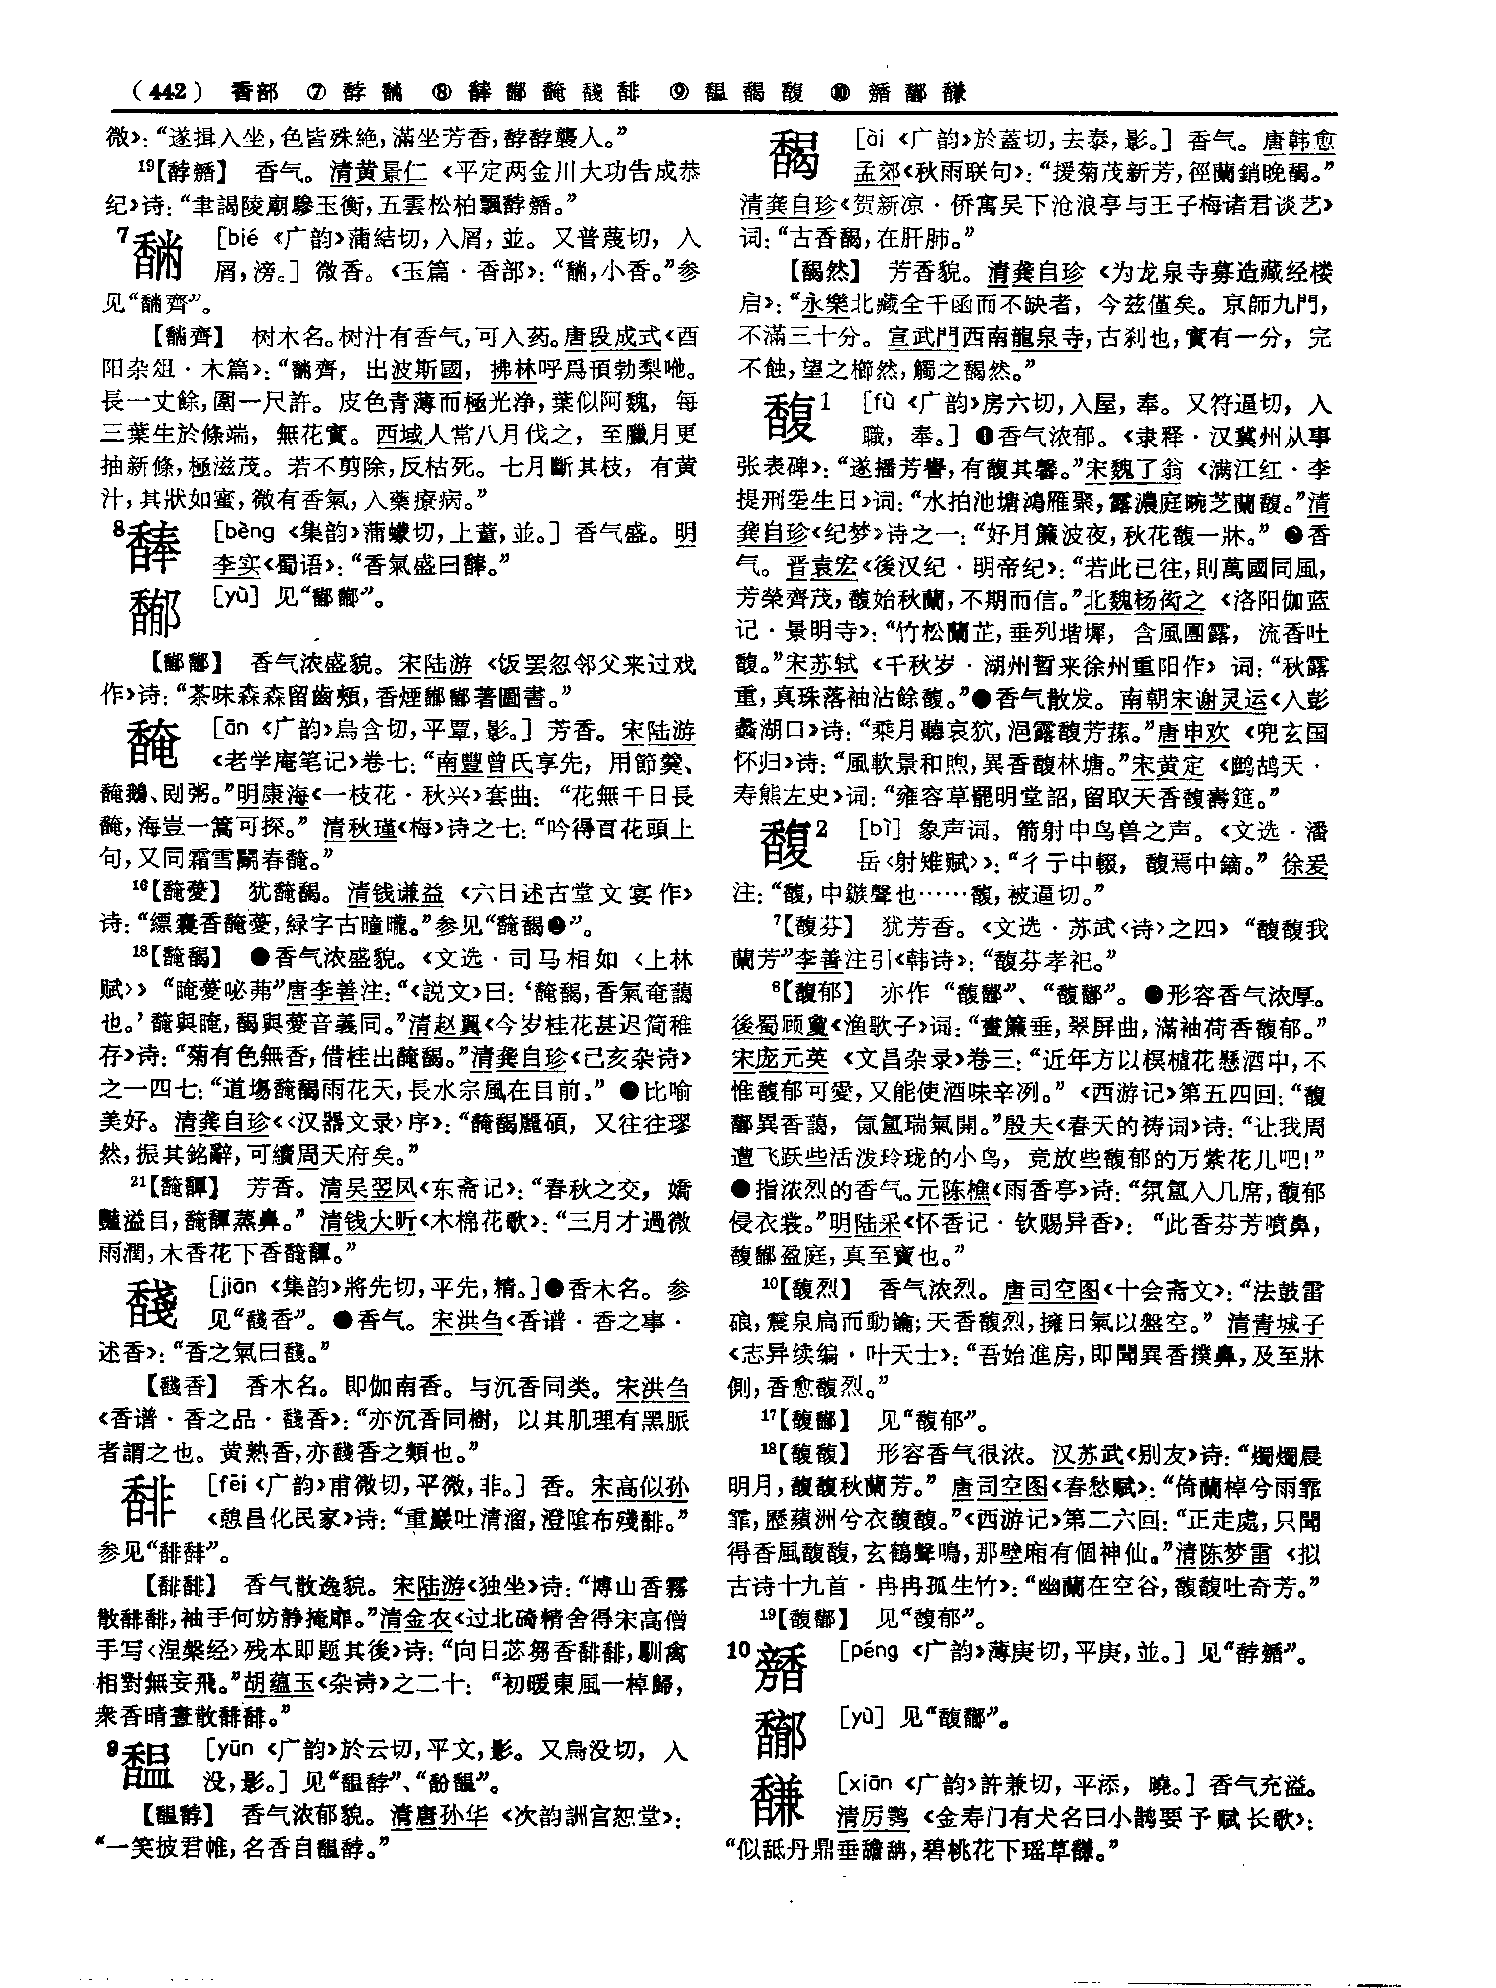 (442) 香部 ⑦ 馞 䭱 ⑧ 䭰 䭳 馣 馢 馡 ⑨ 馧 馤 馥 ⑩ 䭹 䭳 馦
微》：“遂揖入坐，色皆殊絶，滿坐芳香，馞馞襲人。”
19【馞䭹】 香气。清黄景仁《平定两金川大功告成恭
纪》诗：“聿謁陵廟驂玉衡，五雲松柏飄馞䭹。”
7 䭱 [bié《广韵》蒲結切，入屑，並。又普蔑切，入
屑，滂。] 微香。《玉篇·香部》：“䭱，小香。”参
见“䭱齊”。
【䭱齊】 树木名。树汁有香气，可入药。唐段成式《酉
阳杂俎·木篇》：“䭱齊，出波斯國，拂林呼爲頇勃梨咃。
長一丈餘，圍一尺許。皮色青薄而極光浄，葉似阿魏，每
三葉生於條端，無花實。西域人常八月伐之，至臘月更
抽新條，極滋茂。若不剪除，反枯死。七月斷其枝，有黄
汁，其狀如蜜，微有香氣，入藥療病。”
8 䭰 [bèng《集韵》蒲蠓切，上董，並。] 香气盛。明
李实《蜀语》：“香氣盛曰䭰。”
[yù] 见“䭳䭳”。
【䭳䭳】 香气浓盛貌。宋陆游《饭罢忽邻父来过戏
作》诗：“茶味森森留齒頰，香煙䭳䭳著圖書。”
馣 [ān《广韵》烏含切，平覃，影。] 芳香。宋陆游
《老学庵笔记》卷七：“南豐曾氏享先，用節羹、
馣鵝、刡粥。”明康海《一枝花·秋兴》套曲：“花無千日長
馣，海豈一篙可探。” 清秋瑾《梅》诗之七：“吟得百花頭上
句，又同霜雪鬭春馣。”
16【馣薆】 犹馣馤。清钱谦益《六日述古堂文宴作》
诗：“縹囊香馣薆，緑字古曈曨。”参见“馣馤❶”。
18【馣馤】 ●香气浓盛貌。《文选·司马相如〈上林
赋〉》“晻薆咇茀”唐李善注：“《説文》曰：‘馣馤，香氣奄藹
也。’馣與晻，馤與薆音義同。”清赵翼《今岁桂花甚迟简稚
存》诗：“菊有色無香，借桂出馣馤。”清龚自珍《己亥杂诗》
之一四七：“道場馣馤雨花天，長水宗風在目前。” ●比喻
美好。清龚自珍《〈汉器文录〉序》：“馣馤麗碩，又往往璆
然，振其銘辭，可續周天府矣。”
21【馣䭷】 芳香。清吴翌凤《东斋记》：“春秋之交，嬌
豔溢目，馣䭷蒸鼻。” 清钱大昕《木棉花歌》：“三月才過微
雨潤，木香花下香馣䭷。”
馢 [jiān《集韵》將先切，平先，精。]●香木名。参
见“馢香”。●香气。宋洪刍《香谱·香之事·
述香》：“香之氣曰馢。”
【馢香】 香木名。即伽南香。与沉香同类。宋洪刍
《香谱·香之品·馢香》：“亦沉香同樹，以其肌理有黑脈
者謂之也。黄熟香，亦馢香之類也。”
馡 [fēi《广韵》甫微切，平微，非。] 香。宋高似孙
《憩昌化民家》诗：“重巖吐清溜，澄陰布殘馡。”
参见“馡馡”。
【馡馡】 香气散逸貌。宋陆游《独坐》诗：“博山香霧
散馡馡，袖手何妨静掩扉。”清金农《过北碕精舍得宋高僧
手写〈涅槃经〉残本即题其後》诗：“向日苾芻香馡馡，馴禽
相對無妄飛。”胡蕴玉《杂诗》之二十：“初暖東風一棹歸，
衆香晴晝散馡馡。”
9 馧 [yūn《广韵》於云切，平文，影。又烏没切，入
没，影。] 见“馧馞”、“馚馧”。
【馧馞】 香气浓郁貌。清唐孙华《次韵詶宫恕堂》：
“一笑披君帷，名香自馧馞。”
馤 [ài《广韵》於蓋切，去泰，影。] 香气。唐韩愈
孟郊《秋雨联句》：“援菊茂新芳，徑蘭銷晚馤。”
清龚自珍《贺新凉·侨寓吴下沧浪亭与王子梅诸君谈艺》
词：“古香馤，在肝肺。”
【馤然】 芳香貌。清龚自珍《为龙泉寺募造藏经楼
启》：“永樂北藏全千函而不缺者，今兹僅矣。京師九門，
不滿三十分。宣武門西南龍泉寺，古刹也，實有一分，完
不蝕，望之櫛然，觸之馤然。”
馥1 [fù《广韵》房六切，入屋，奉。又符逼切，入
職，奉。] ❶香气浓郁。《隶释·汉冀州从事
张表碑》：“遂播芳譽，有馥其馨。”宋魏了翁《满江红·李
提刑垕生日》词：“水拍池塘鴻雁聚，露濃庭畹芝蘭馥。”清
龚自珍《纪梦》诗之一：“好月簾波夜，秋花馥一牀。” ❷香
气。晋袁宏《後汉纪·明帝纪》：“若此已往，則萬國同風，
芳榮齊茂，馥始秋蘭，不期而信。”北魏杨衒之《洛阳伽蓝
记·景明寺》：“竹松蘭芷，垂列堦墀，含風團露，流香吐
馥。”宋苏轼《千秋岁·湖州暂来徐州重阳作》词：“秋露
重，真珠落袖沾餘馥。”●香气散发。南朝宋谢灵运《入彭
蠡湖口》诗：“乘月聽哀狖，浥露馥芳蓀。”唐申欢《兜玄国
怀归》诗：“風軟景和煦，異香馥林塘。”宋黄定《鹧鸪天·
寿熊左史》词：“雍容草罷明堂詔，留取天香馥壽筵。”
馥2 [bì] 象声词，箭射中鸟兽之声。《文选·潘
岳〈射雉赋〉》：“彳亍中輟，馥焉中鏑。”徐爰
注：“馥，中鏃聲也……馥，被逼切。”
7【馥芬】 犹芳香。《文选·苏武〈诗〉之四》“馥馥我
蘭芳”李善注引《韩诗》：“馥芬孝祀。”
8【馥郁】 亦作“馥䭳”、“馥䭳”。●形容香气浓厚。
後蜀顾夐《渔歌子》词：“畫簾垂，翠屏曲，滿袖荷香馥郁。”
宋庞元英《文昌杂录》卷三：“近年方以榠樝花懸酒中，不
惟馥郁可愛，又能使酒味辛冽。”《西游记》第五四回：“馥
䭳異香藹，氤氲瑞氣開。”殷夫《春天的祷词》诗：“让我周
遭飞跃些活泼玲珑的小鸟，竞放些馥郁的万紫花儿吧！”
●指浓烈的香气。元陈樵《雨香亭》诗：“氛氲入几席，馥郁
侵衣裳。”明陆采《怀香记·钦赐异香》：“此香芬芳噴鼻，
馥䭳盈庭，真至寶也。”
10【馥烈】 香气浓烈。唐司空图《十会斋文》：“法鼓雷
硠，震泉扃而動鑰；天香馥烈，擁日氣以盤空。” 清青城子
《志异续编·叶天士》：“吾始進房，即聞異香撲鼻，及至牀
側，香愈馥烈。”
17【馥䭳】 见“馥郁”。
18【馥馥】 形容香气很浓。汉苏武《别友》诗：“燭燭晨
明月，馥馥秋蘭芳。” 唐司空图《春愁赋》：“倚蘭棹兮雨霏
霏，歷蘋洲兮衣馥馥。”《西游记》第二六回：“正走處，只聞
得香風馥馥，玄鶴聲鳴，那壁廂有個神仙。”清陈梦雷《拟
古诗十九首·冉冉孤生竹》：“幽蘭在空谷，馥馥吐奇芳。”
19【馥䭳】 见“馥郁”。
10 䭹 [péng《广韵》薄庚切，平庚，並。] 见“馞䭹”。
[yù] 见“馥䭳”。
馦 [xiān《广韵》許兼切，平添，曉。] 香气充溢。
清厉鹗《金寿门有犬名曰小鹊要予赋长歌》：
“似舐丹鼎垂𦧺𦧇，碧桃花下瑶草馦。”